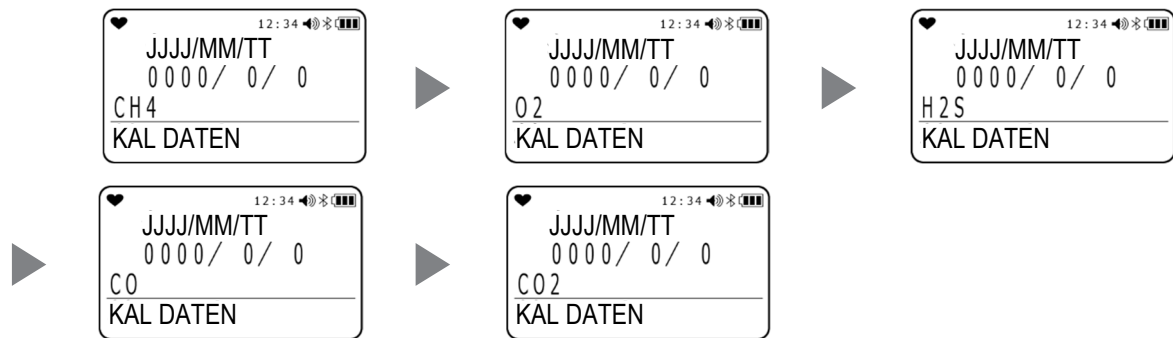 12:34
JJJJ/MM/TT
0000/ 0/ 0
CH4
KAL DATEN
12:34
JJJJ/MM/TT
0000/ 0/ 0
O2
KAL DATEN
12:34
JJJJ/MM/TT
0000/ 0/ 0
H2S
KAL DATEN
12:34
JJJJ/MM/TT
0000/ 0/ 0
CO
KAL DATEN
12:34
JJJJ/MM/TT
0000/ 0/ 0
CO2
KAL DATEN